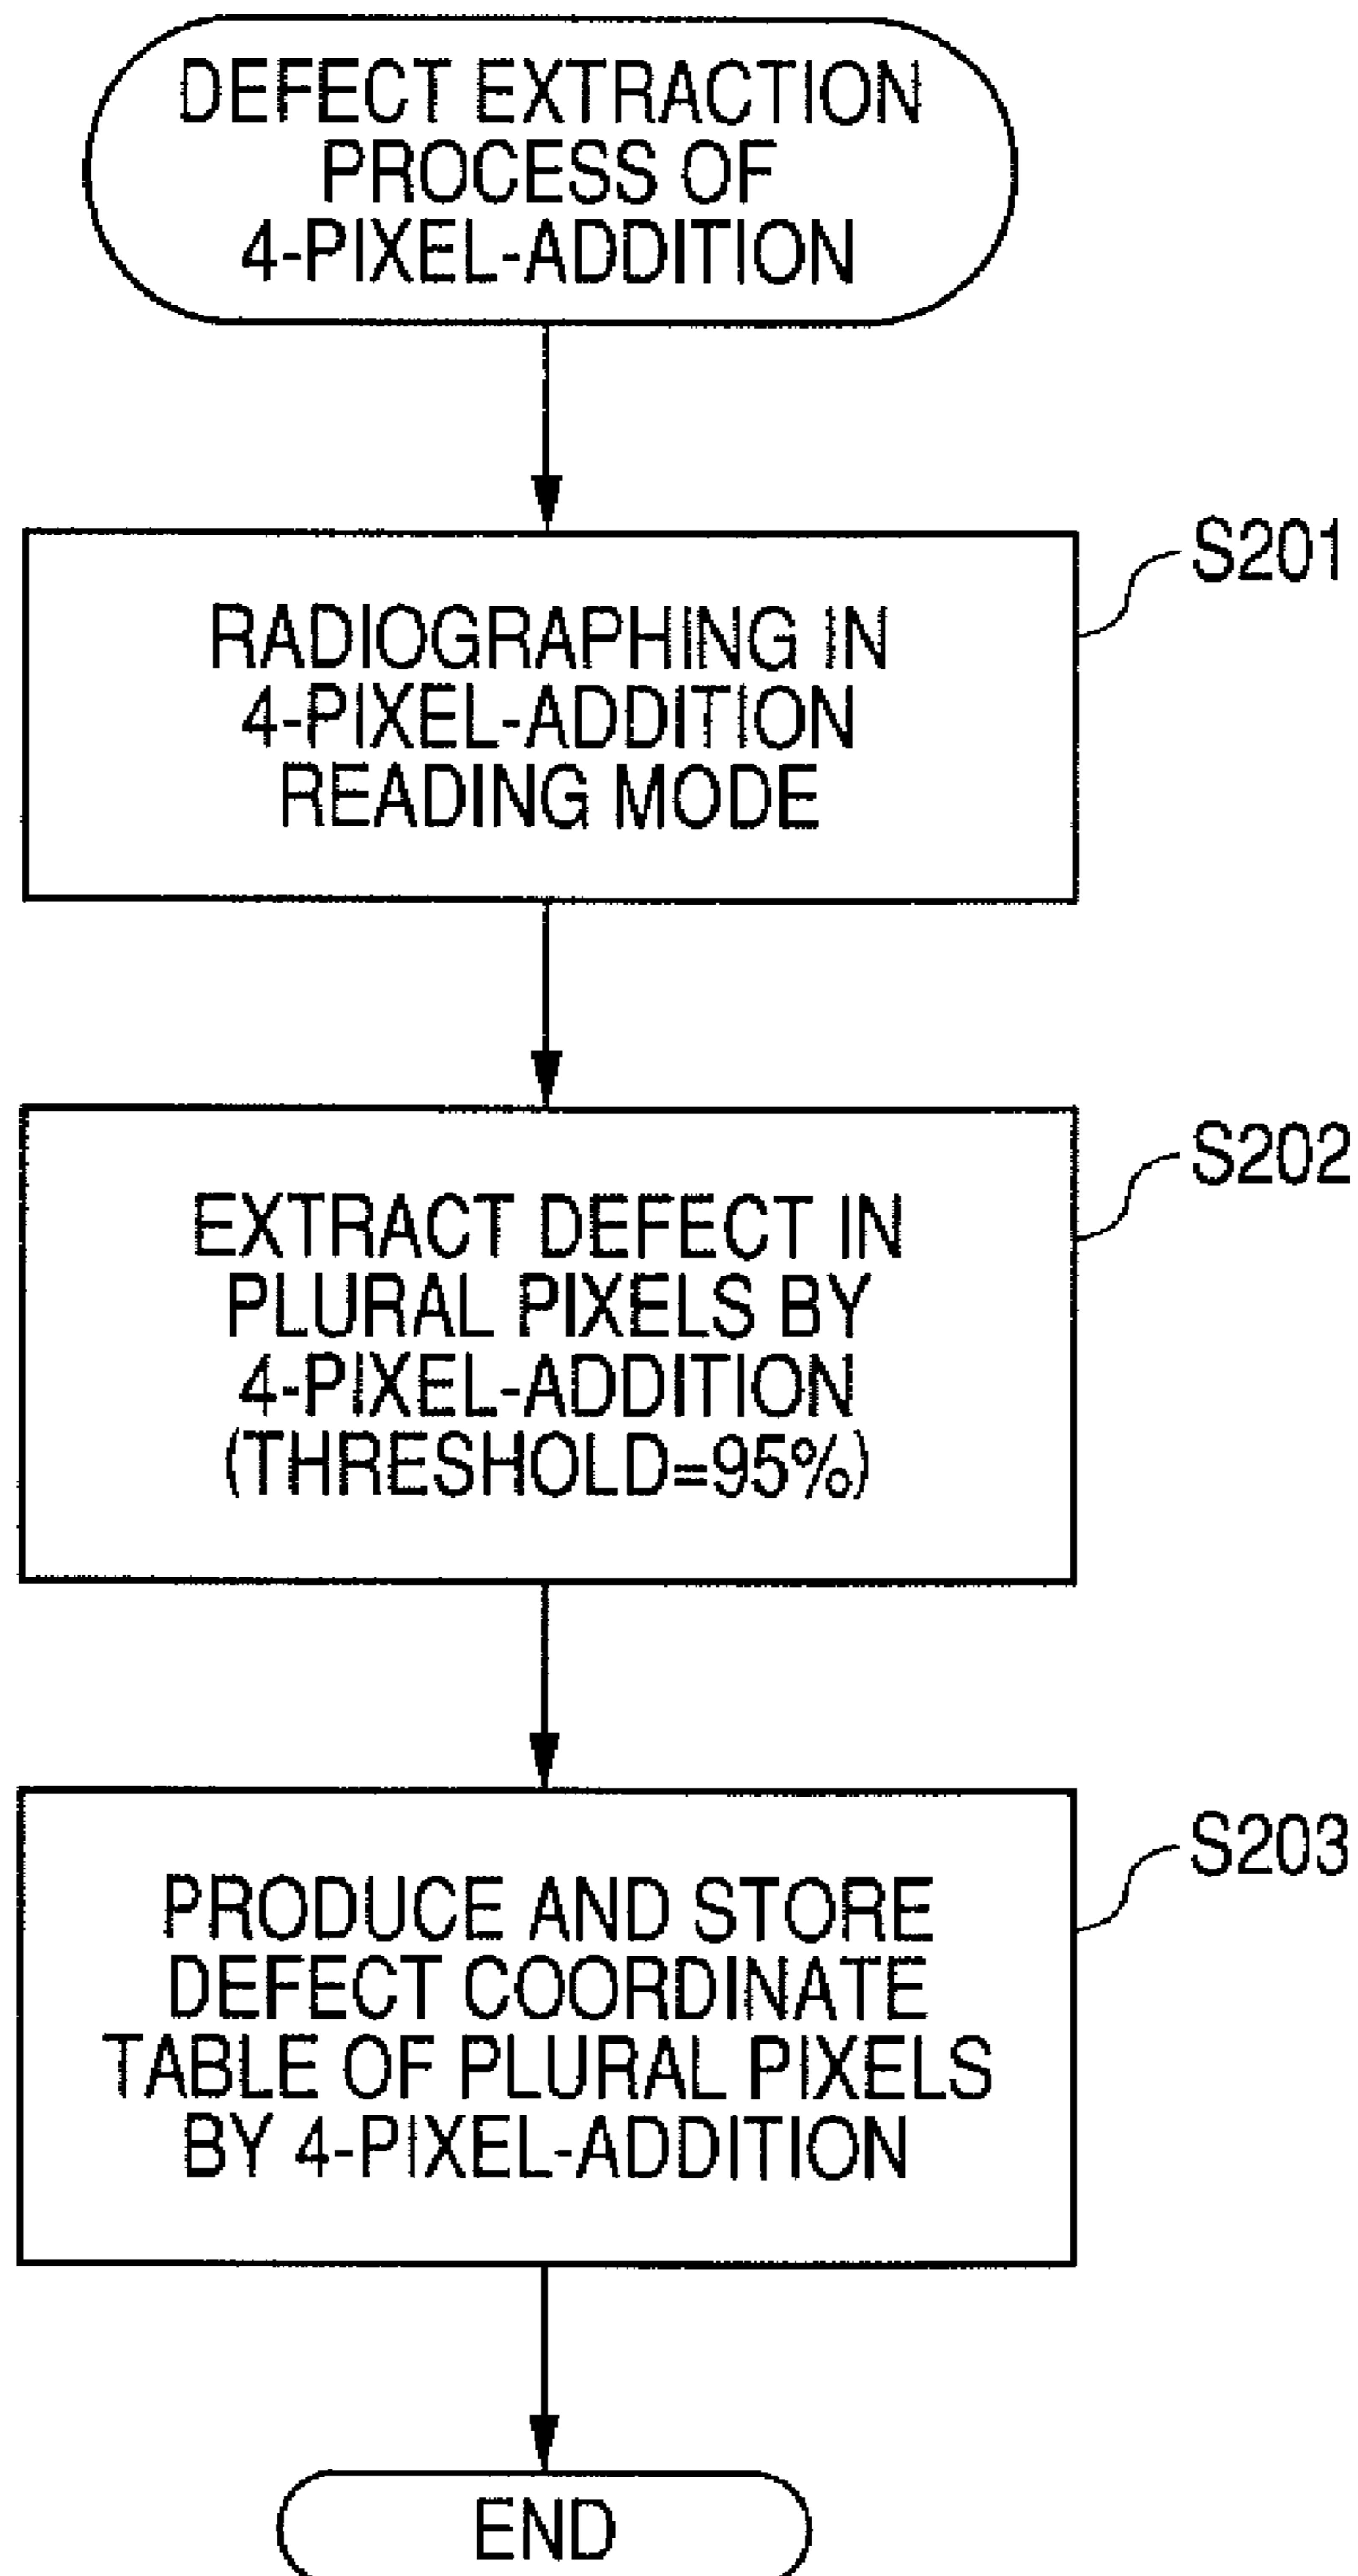 DEFECT EXTRACTION
PROCESS OF
4-PIXEL-ADDITION
S201
RADIOGRAPHING IN
4-PIXEL-ADDITION
READING MODE
S202
EXTRACT DEFECT IN
PLURAL PIXELS BY
4-PIXEL-ADDITION
(THRESHOLD=95%)
S203
PRODUCE AND STORE
DEFECT COORDINATE
TABLE OF PLURAL PIXELS
BY 4-PIXEL-ADDITION
END